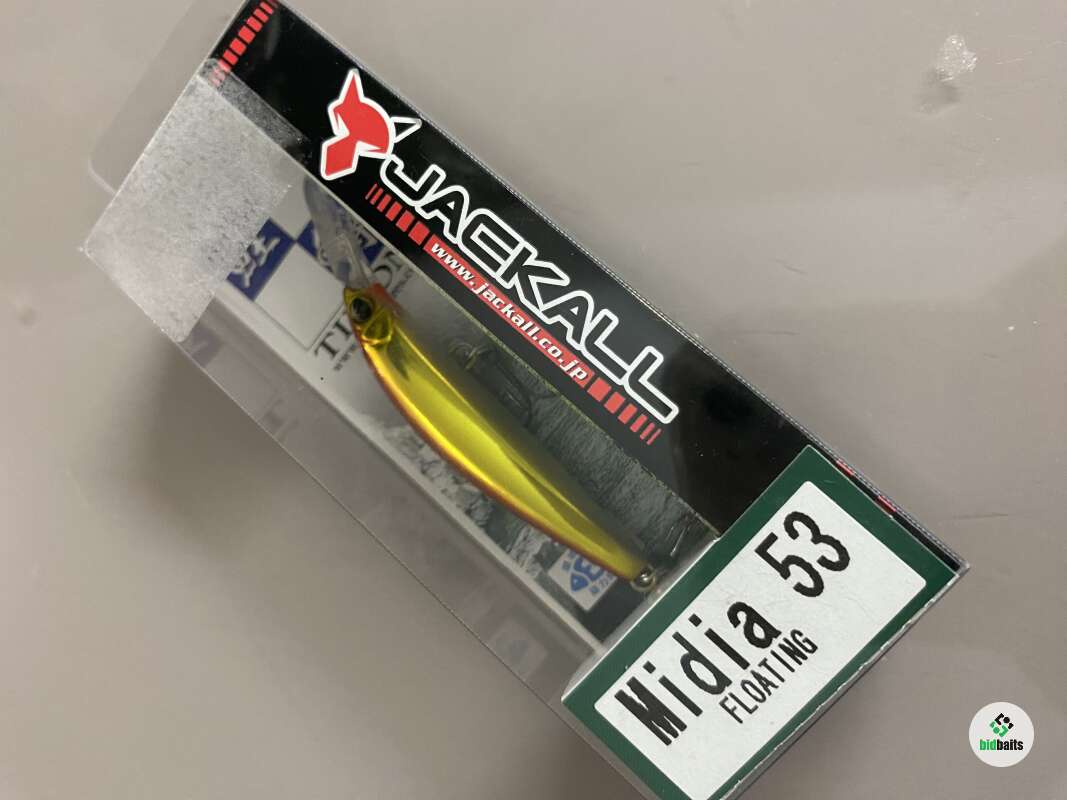 JACKALL
www.jackall.co.jp
Midia 53
FLOATING
bidbaits